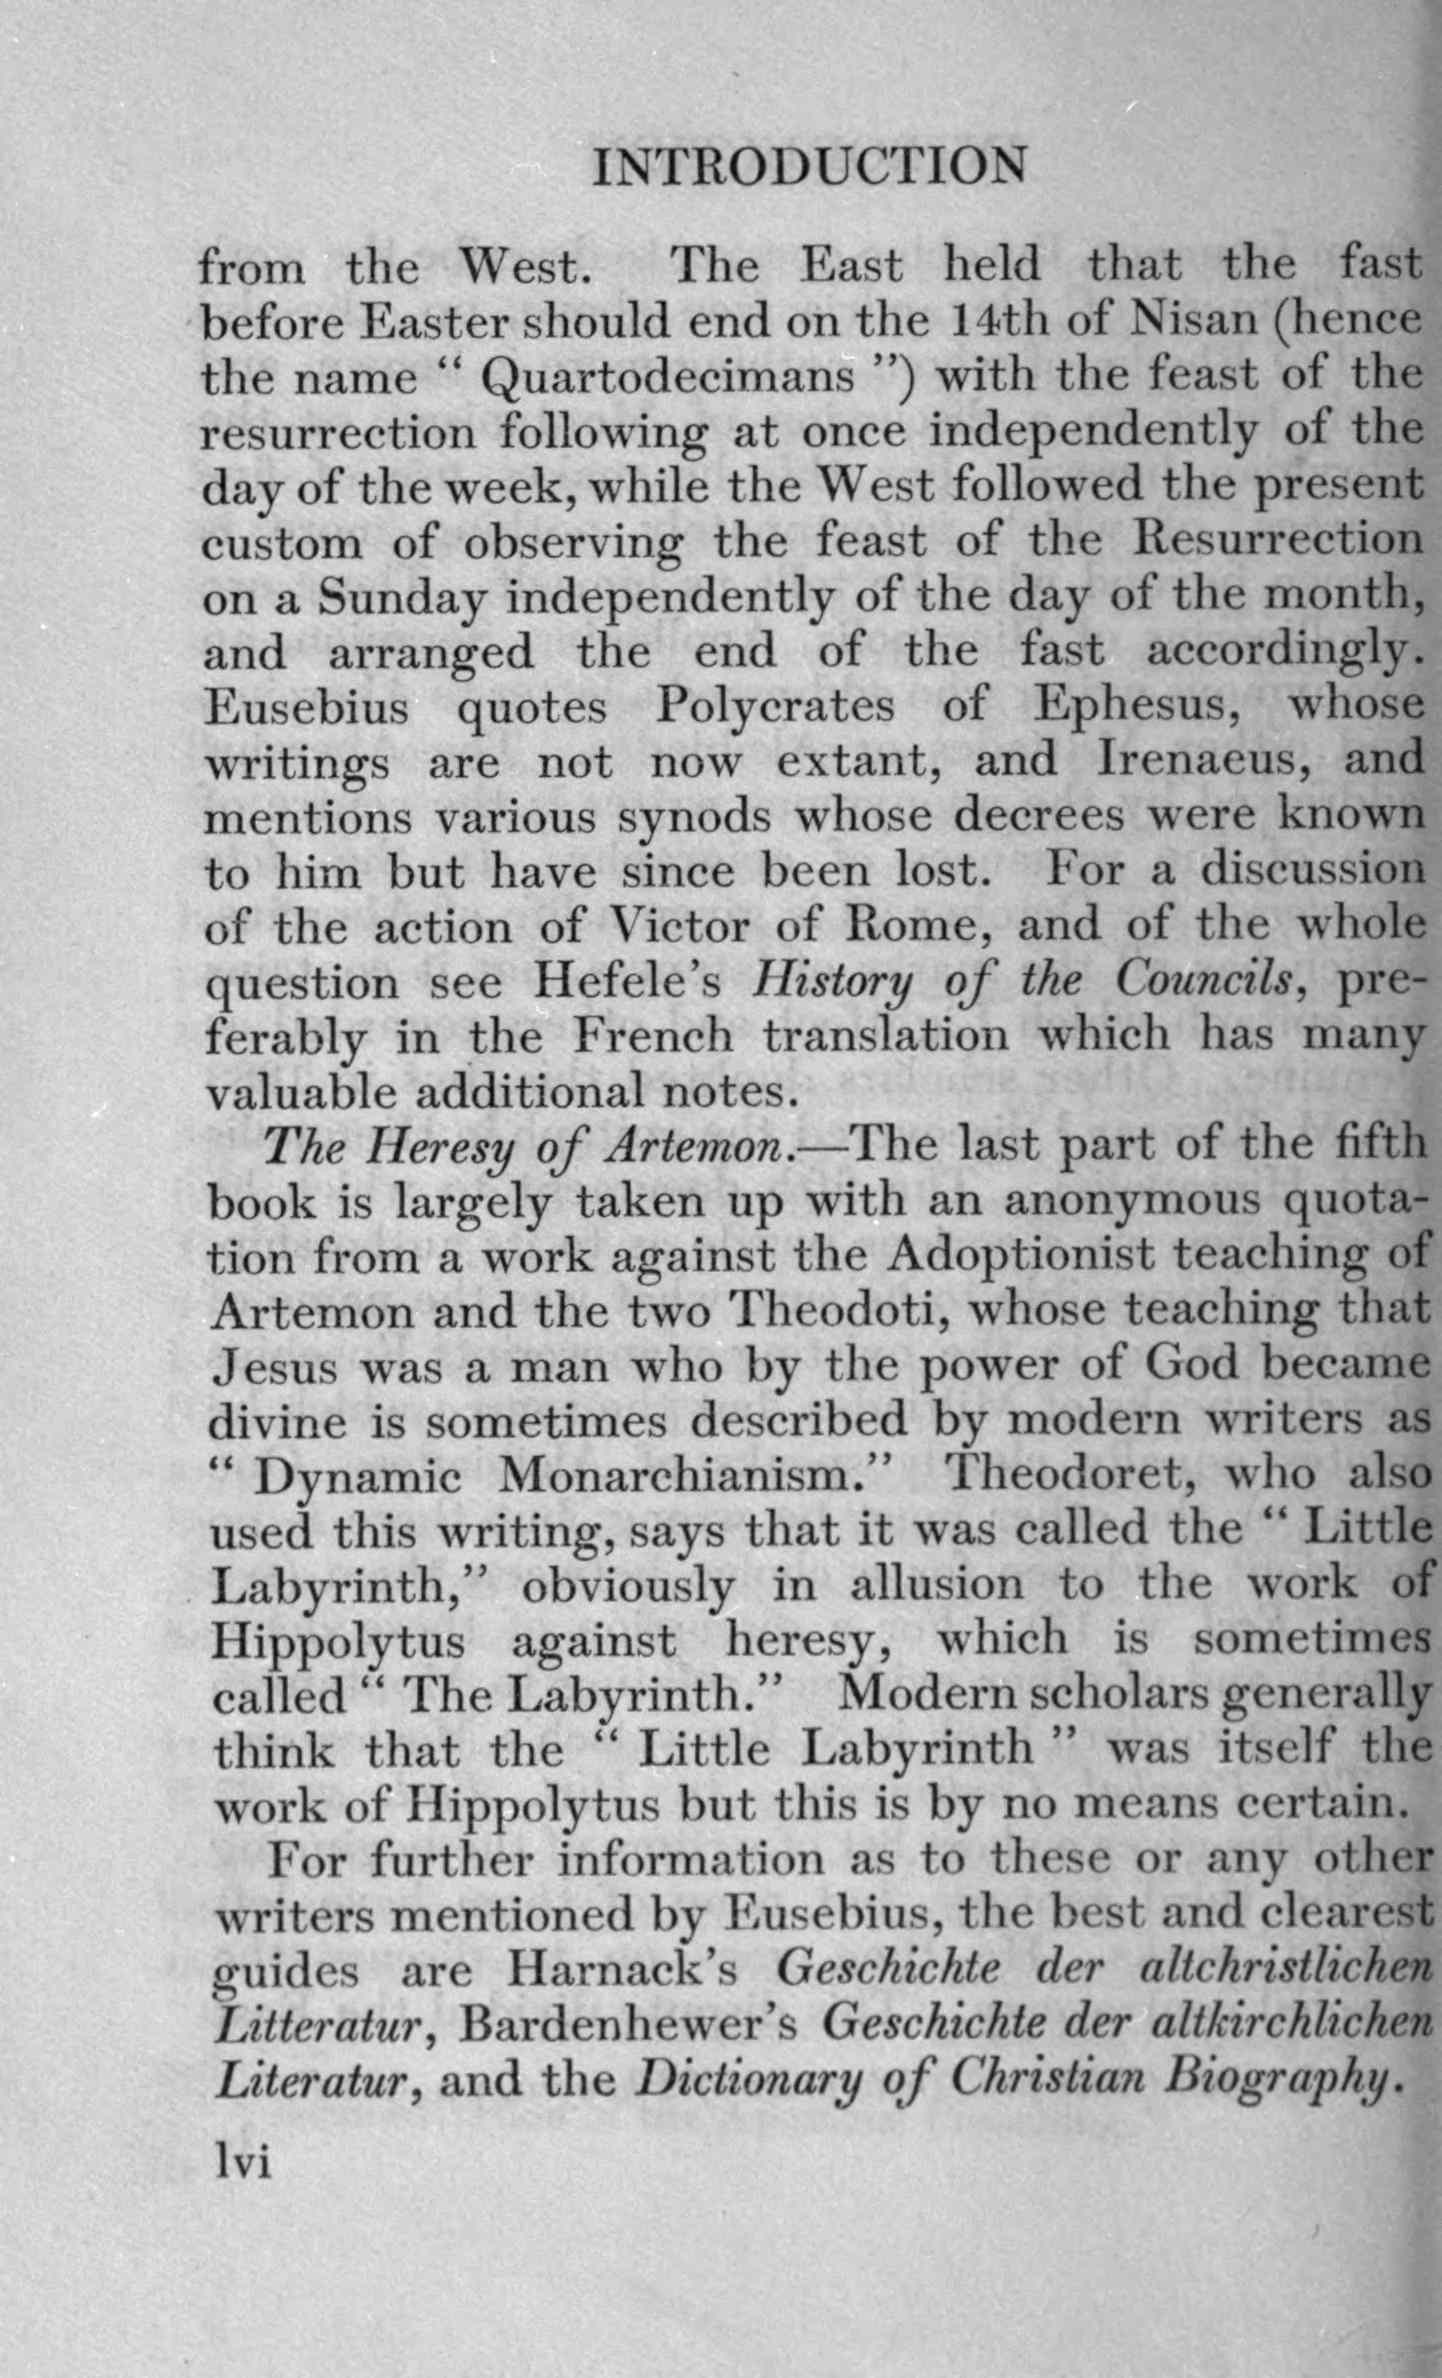 INTRODUCTION
from the West. The East held that the fast
before Easter should end on the 14th of Nisan (hence
the name “ Quartodecimans ”) with the feast of the
resurrection following at once independently of the
day of the week, while the West followed the present
custom of observing the feast of the Resurrection
on a Sunday independently of the day of the month,
and arranged the end of the fast accordingly.
Eusebius quotes Polycrates of Ephesus, whose
writings are not now extant, and Irenaeus, and
mentions various synods whose decrees were known
to him but have since been lost. For a discussion
of the action of Victor of Rome, and of the whole
question see Hefele’s History of the Councils, pre-
ferably in the French translation which has many
valuable additional notes.
The Heresy of Artemon.—The last part of the fifth
book is largely taken up with an anonymous quota-
tion from a work against the Adoptionist teaching of
Artemon and the two Theodoti, whose teaching that
Jesus was a man who by the power of God became
divine is sometimes described by modern writers as
“ Dynamic Monarchianism.” Theodoret, who also
used this writing, says that it was called the “ Little
Labyrinth,” obviously in allusion to the work of
Hippolytus against heresy, which is sometimes
called “ The Labyrinth.” Modern scholars generally
think that the “ Little Labyrinth ” was itself the
work of Hippolytus but this is by no means certain.
For further information as to these or any other
writers mentioned by Eusebius, the best and clearest
guides are Harnack’s Geschichte der altchristlichen
Litteratur, Bardenhewer’s Geschichte der altkirchlichen
Literatur, and the Dictionary of Christian Biography.
lvi